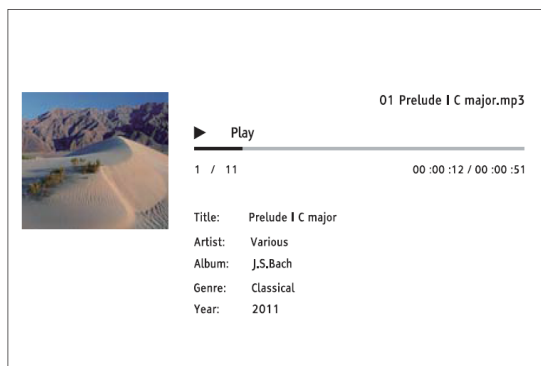 01 Prelude I C major.mp3
Play
1 / 11 00 :00 :12 / 00 :00 :51
Title: Prelude I C major
Artist: Various
Album: J.S.Bach
Genre: Classical
Year: 2011